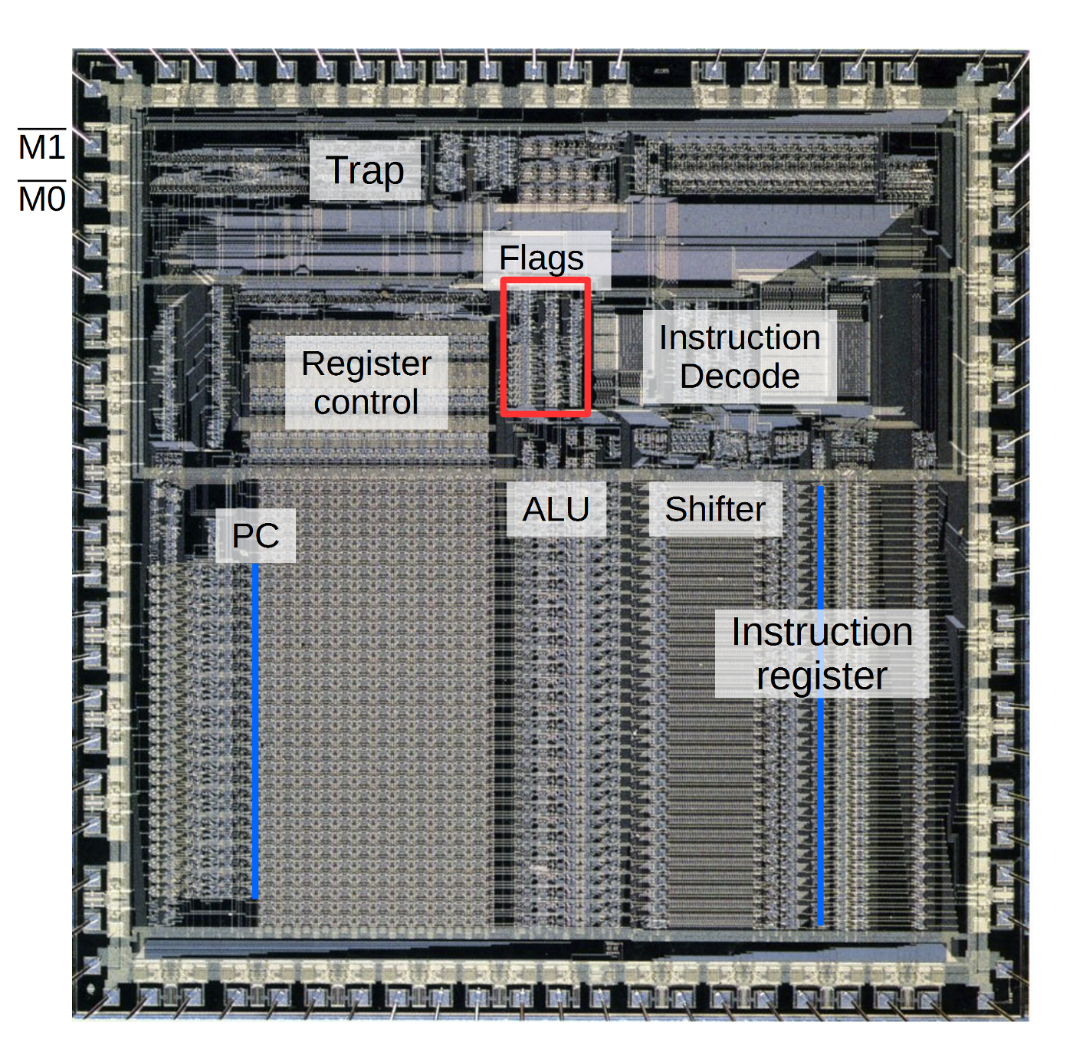 M1
M0
Trap
Flags
Register
control
Instruction
Decode
PC
ALU
Shifter
Instruction
register